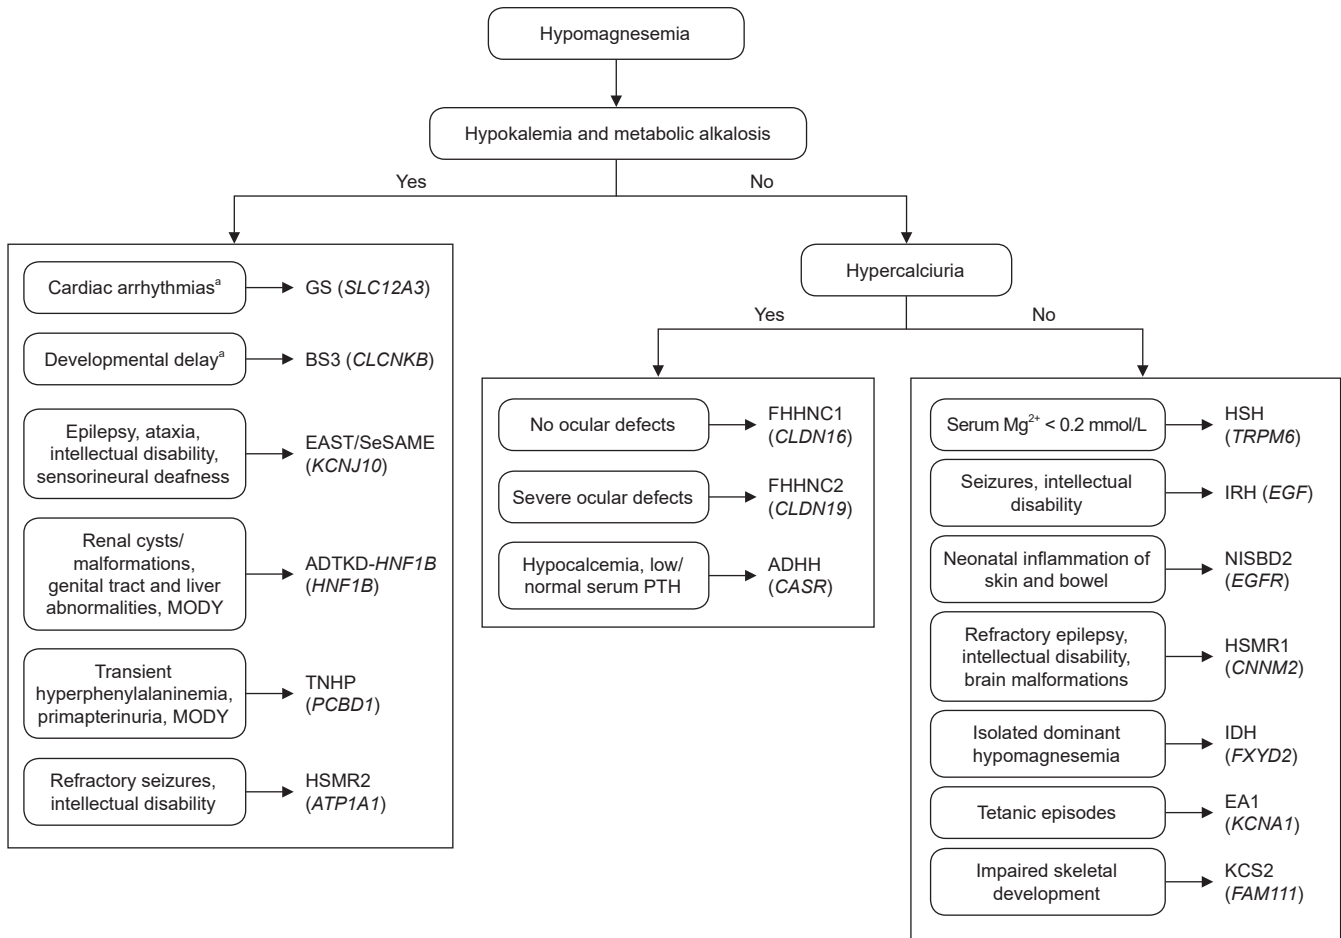 Hypomagnesemia
Hypokalemia and metabolic alkalosis
Yes
No
Cardiac arrhythmiasᵃ
GS (SLC12A3)
Developmental delayᵃ
BS3 (CLCNKB)
Epilepsy, ataxia,
intellectual disability,
sensorineural deafness
EAST/SeSAME
(KCNJ10)
Renal cysts/
malformations,
genital tract and liver
abnormalities, MODY
ADTKD-HNF1B
(HNF1B)
Transient
hyperphenylalaninemia,
primapterinuria, MODY
TNHP
(PCBD1)
Refractory seizures,
intellectual disability
HSMR2
(ATP1A1)
Hypercalciuria
Yes
No
No ocular defects
FHHNC1
(CLDN16)
Severe ocular defects
FHHNC2
(CLDN19)
Hypocalcemia, low/
normal serum PTH
ADHH
(CASR)
Serum Mg²⁺ < 0.2 mmol/L
HSH
(TRPM6)
Seizures, intellectual
disability
IRH (EGF)
Neonatal inflammation of
skin and bowel
NISBD2
(EGFR)
Refractory epilepsy,
intellectual disability,
brain malformations
HSMR1
(CNNM2)
Isolated dominant
hypomagnesemia
IDH
(FXYD2)
Tetanic episodes
EA1
(KCNA1)
Impaired skeletal
development
KCS2
(FAM111)